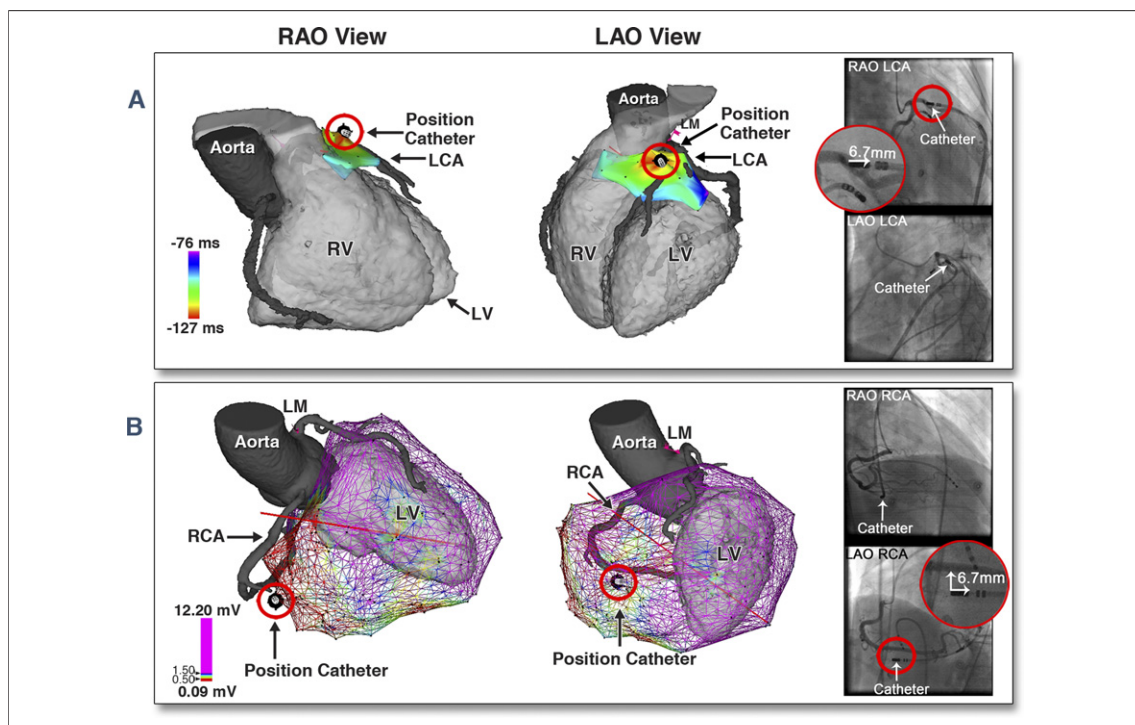 RAO View
LAO View
A
Aorta
Position
Catheter
LCA
RV
LV
-76 ms
-127 ms
Aorta
LM
Position
Catheter
LCA
RV
LV
RAO LCA
Catheter
6.7mm
LAO LCA
Catheter
B
LM
Aorta
RCA
LV
Position Catheter
12.20 mV
1.50
0.50
0.09 mV
LM
Aorta
RCA
LV
Position Catheter
RAO RCA
Catheter
LAO RCA
6.7mm
Catheter